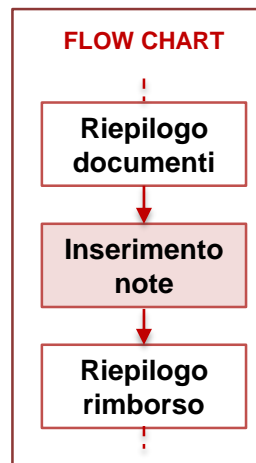 FLOW CHART
Riepilogo
documenti
Inserimento
note
Riepilogo
rimborso